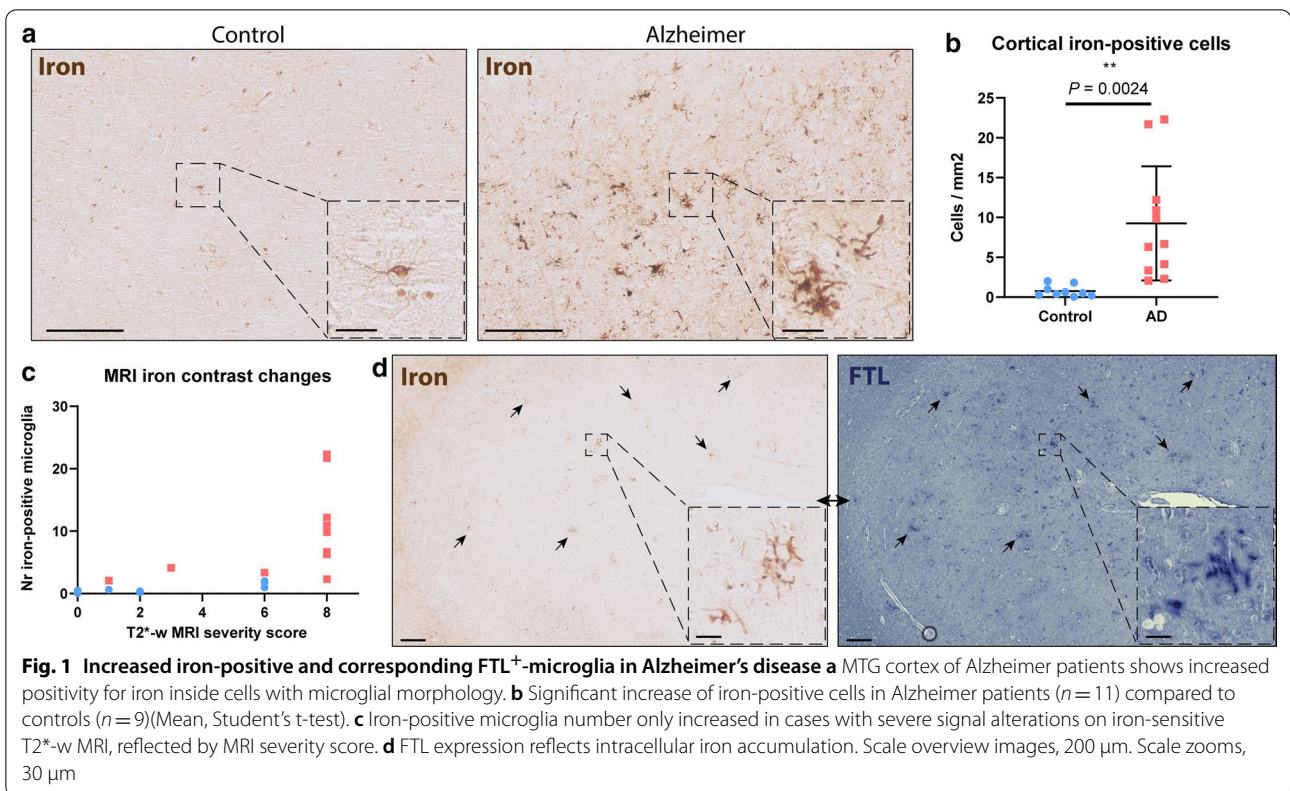 a
Control
Alzheimer
Iron
Iron
b
Cortical iron-positive cells
**
P = 0.0024
25
20
15
10
5
0
Cells / mm2
Control
AD
c
MRI iron contrast changes
30
20
10
0
Nr iron-positive microglia
0
2
4
6
8
T2*-w MRI severity score
d
Iron
FTL
Fig. 1 Increased iron-positive and corresponding FTL+-microglia in Alzheimer's disease a MTG cortex of Alzheimer patients shows increased
positivity for iron inside cells with microglial morphology. b Significant increase of iron-positive cells in Alzheimer patients (n = 11) compared to
controls (n = 9)(Mean, Student's t-test). c Iron-positive microglia number only increased in cases with severe signal alterations on iron-sensitive
T2*-w MRI, reflected by MRI severity score. d FTL expression reflects intracellular iron accumulation. Scale overview images, 200 μm. Scale zooms,
30 μm